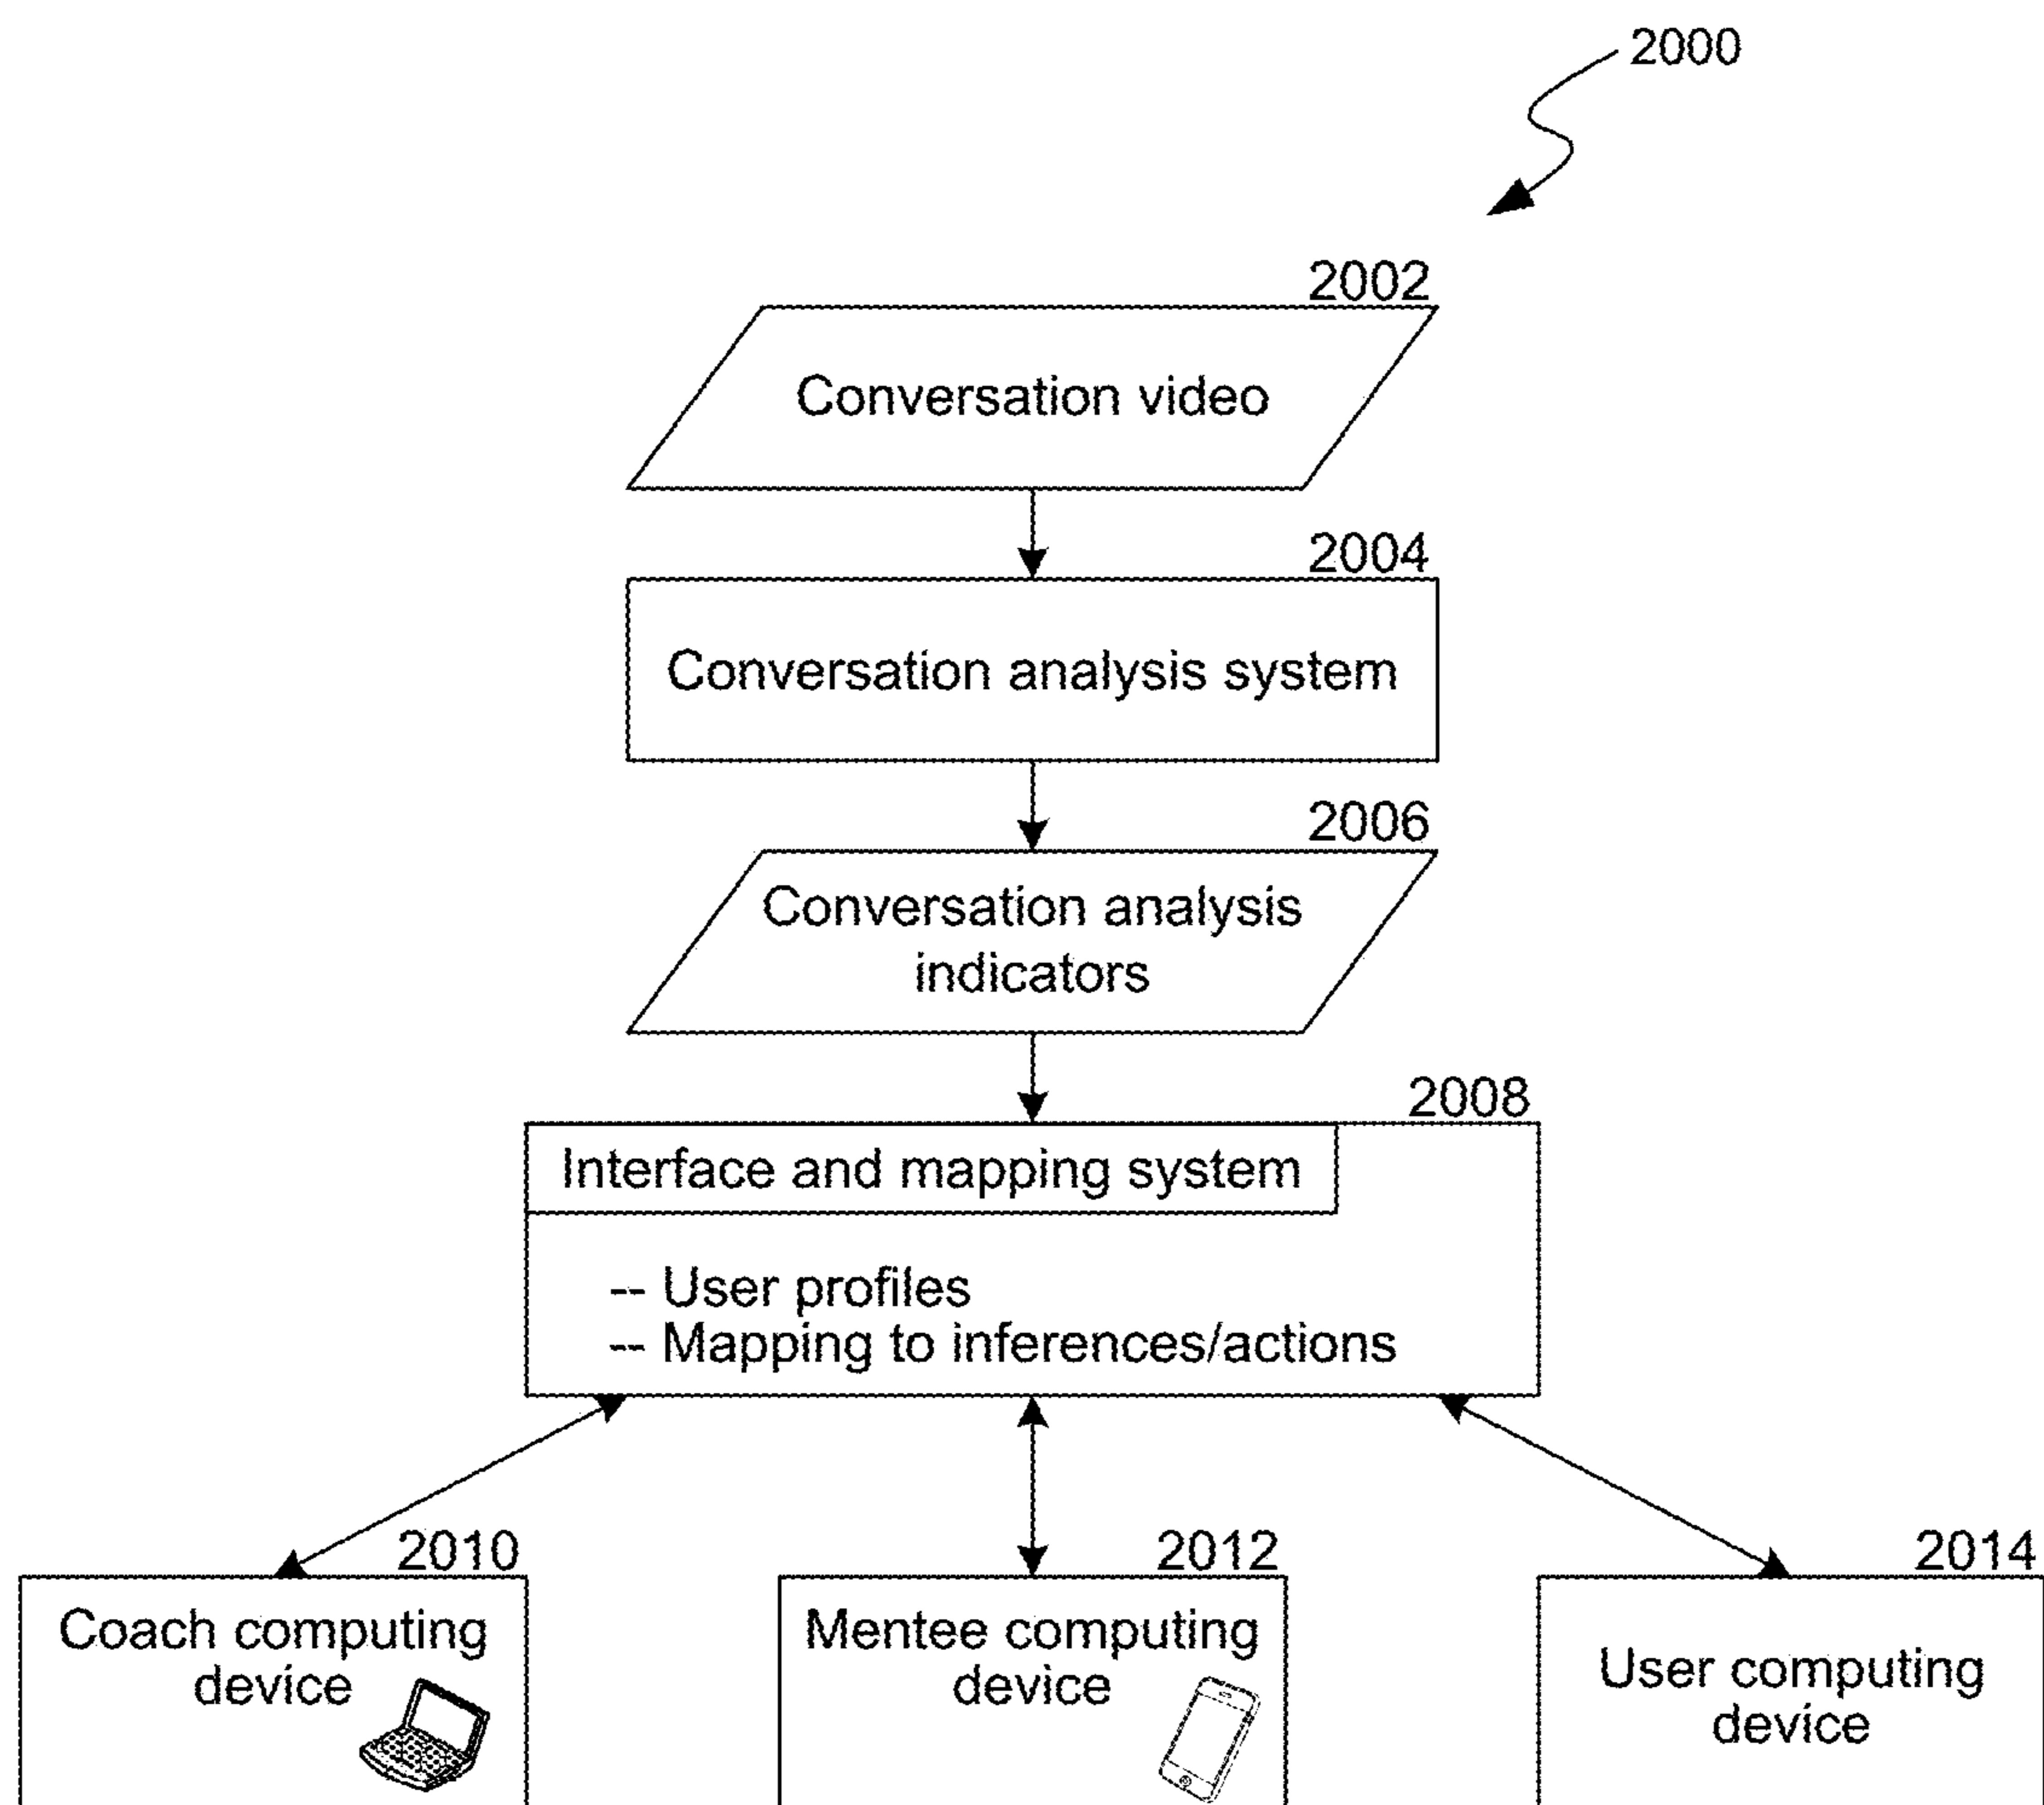 2000
2002
Conversation video
2004
Conversation analysis system
2006
Conversation analysis
indicators
2008
Interface and mapping system
-- User profiles
-- Mapping to inferences/actions
2010
Coach computing
device
2012
Mentee computing
device
2014
User computing
device